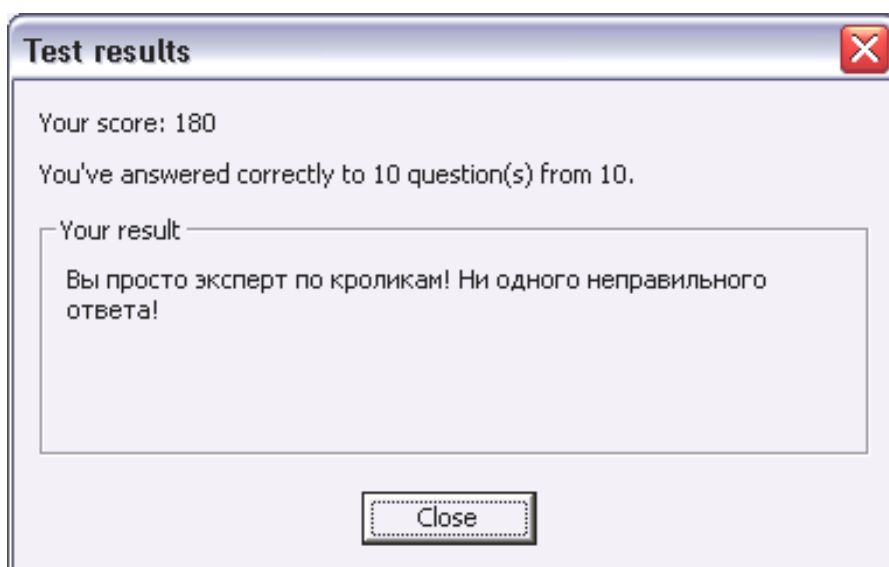 Test results
Your score: 180
You've answered correctly to 10 question(s) from 10.
Your result
Вы просто эксперт по кроликам! Ни одного неправильного
ответа!
Close